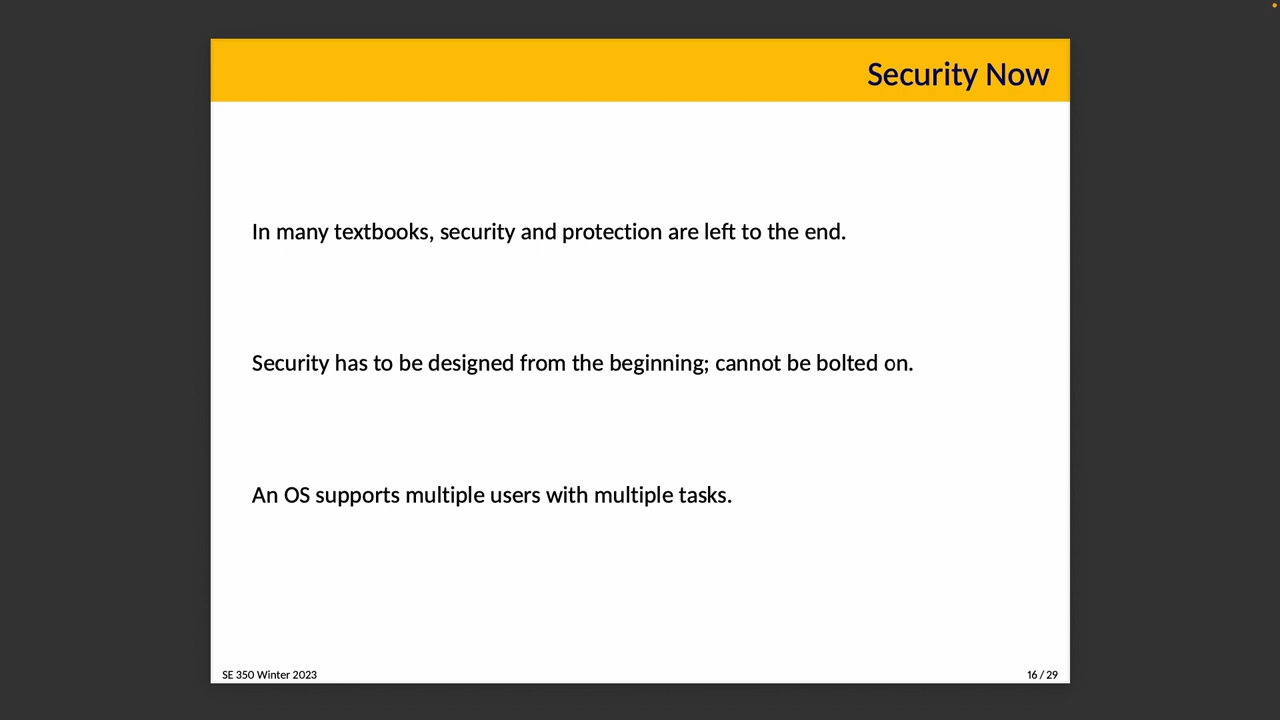 Security Now
In many textbooks, security and protection are left to the end.
Security has to be designed from the beginning; cannot be bolted on.
An OS supports multiple users with multiple tasks.
SE 350 Winter 2023
16 / 29